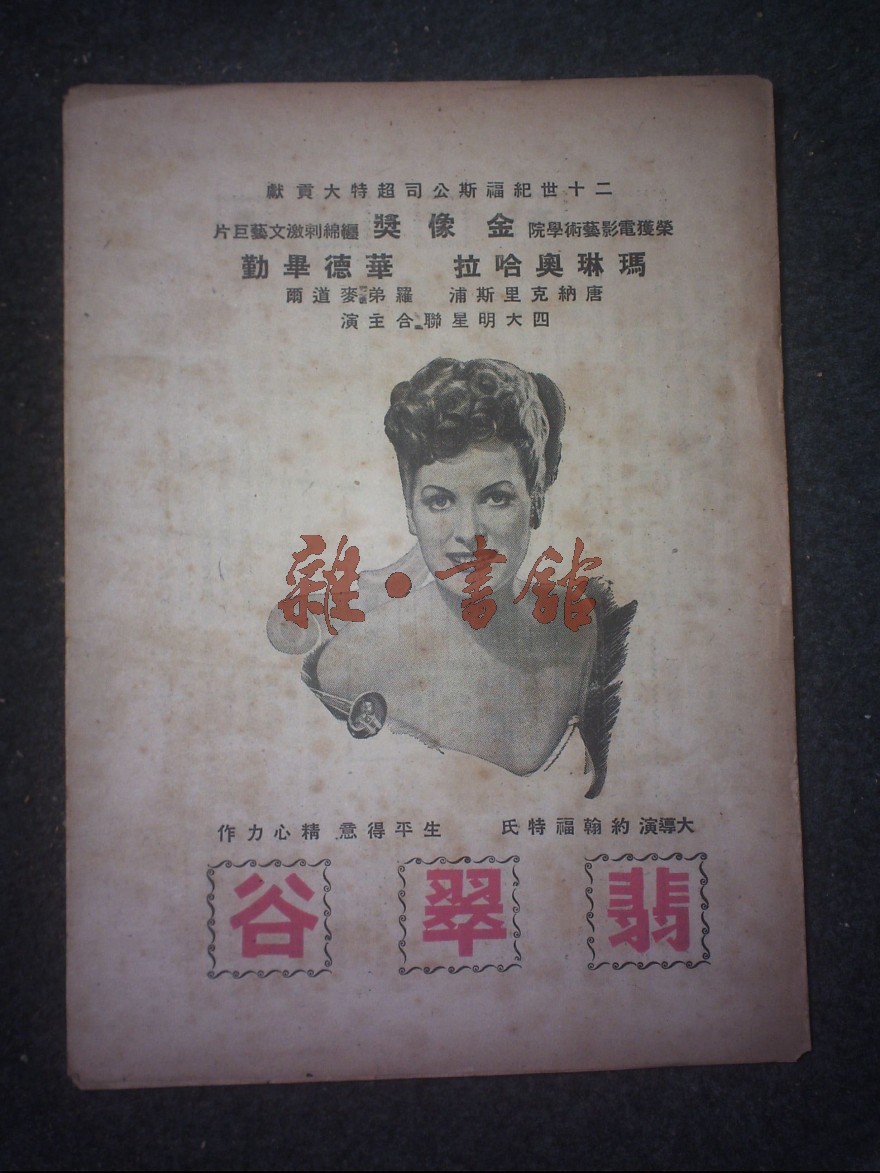 二十世紀福斯公司超特大貢獻
榮獲電影藝術學院 金像獎 纏綿刺激文藝巨片
瑪琳奧哈拉 華德畢勤
唐納克里斯浦 羅弟麥道爾
四大明星聯合主演
雜·書館
大導演約翰福特氏 生平得意精心力作
翡翠谷